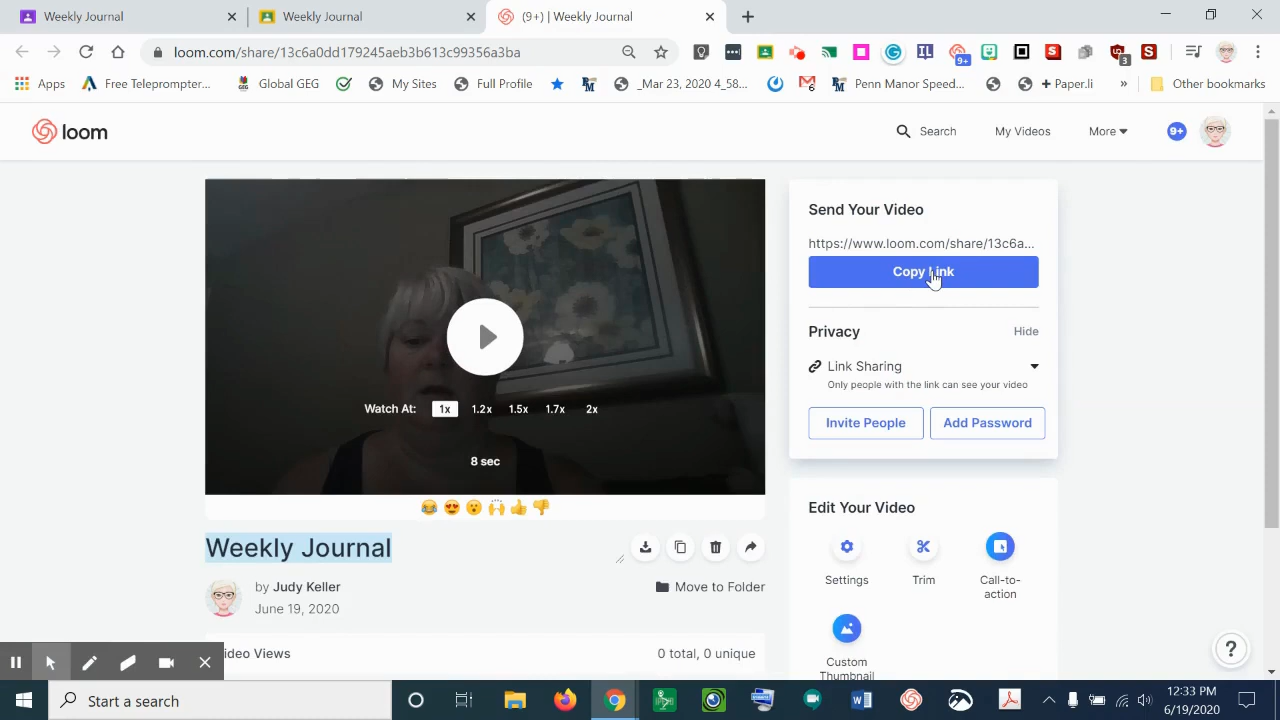 Weekly Journal
Weekly Journal
(9+) | Weekly Journal
loom.com/share/13c6a0dd179245aeb3b613c99356a3ba
IL
9+
3
Apps
Free Teleprompter...
Global GEG
My Sites
Full Profile
_Mar 23, 2020 4_58...
Penn Manor Speed...
+ Paper.li
»
Other bookmarks
loom
Search
My Videos
More
9+
Send Your Video
https://www.loom.com/share/13c6a...
Copy Link
Privacy
Hide
Link Sharing
Only people with the link can see your video
Invite People
Add Password
Watch At:
1x
1.2x
1.5x
1.7x
2x
8 sec
Edit Your Video
Settings
Trim
Call-to-
action
Custom
Thumbnail
Weekly Journal
by Judy Keller
June 19, 2020
Move to Folder
ideo Views
0 total, 0 unique
?
Start a search
12:33 PM
6/19/2020